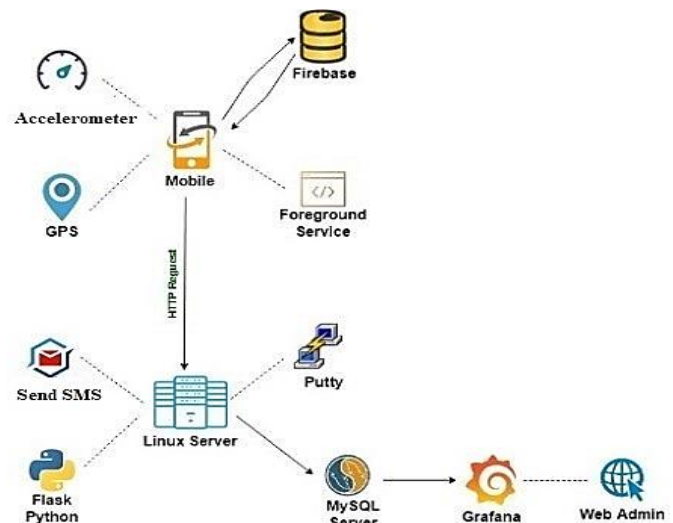 Firebase
Accelerometer
Mobile
GPS
Foreground
Service
HTTP Request
Send SMS
Putty
Linux Server
Flask
Python
MySQL
Server
Grafana
Web Admin